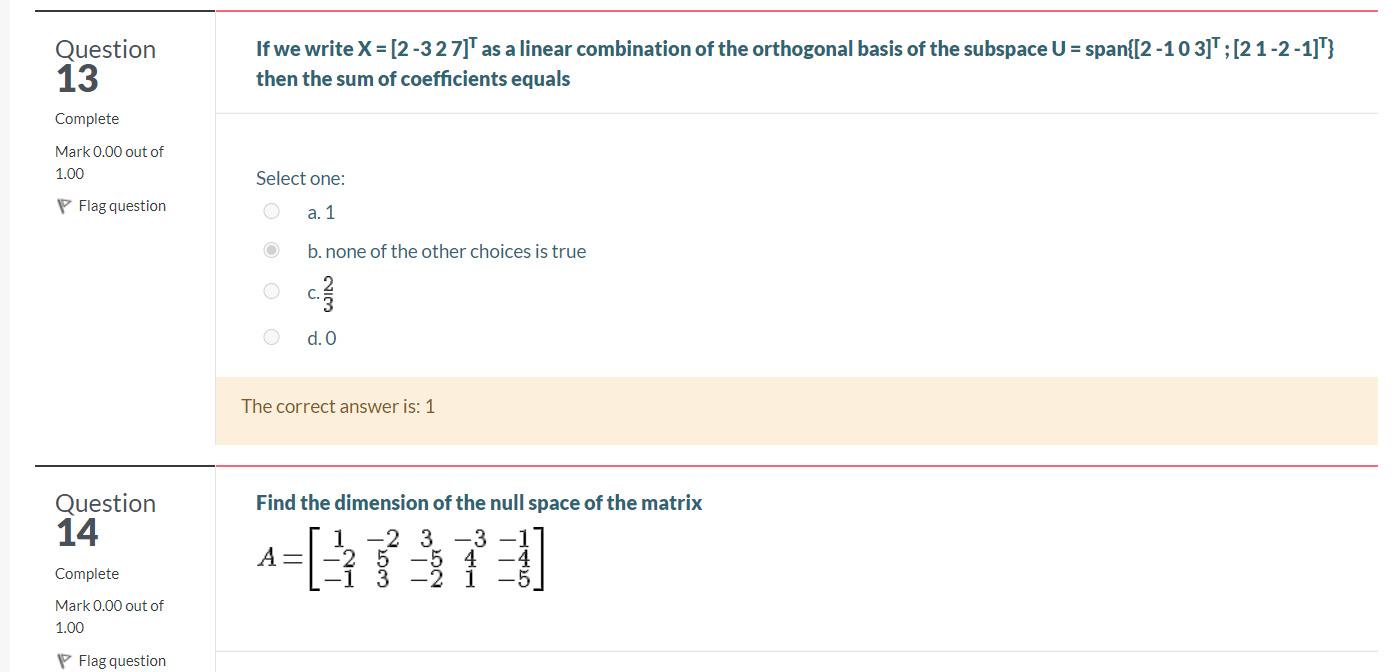 Question
13
Complete
Mark 0.00 out of
1.00
Flag question
If we write X = [2 -3 2 7]ᵀ as a linear combination of the orthogonal basis of the subspace U = span{[2 -1 0 3]ᵀ ; [2 1 -2 -1]ᵀ}
then the sum of coefficients equals
Select one:
a. 1
b. none of the other choices is true
c. 2/3
d. 0
The correct answer is: 1
Question
14
Complete
Mark 0.00 out of
1.00
Flag question
Find the dimension of the null space of the matrix
A = [ 1 −2 3 −3 −1
−2 5 −5 4 −4
−1 3 −2 1 −5 ]